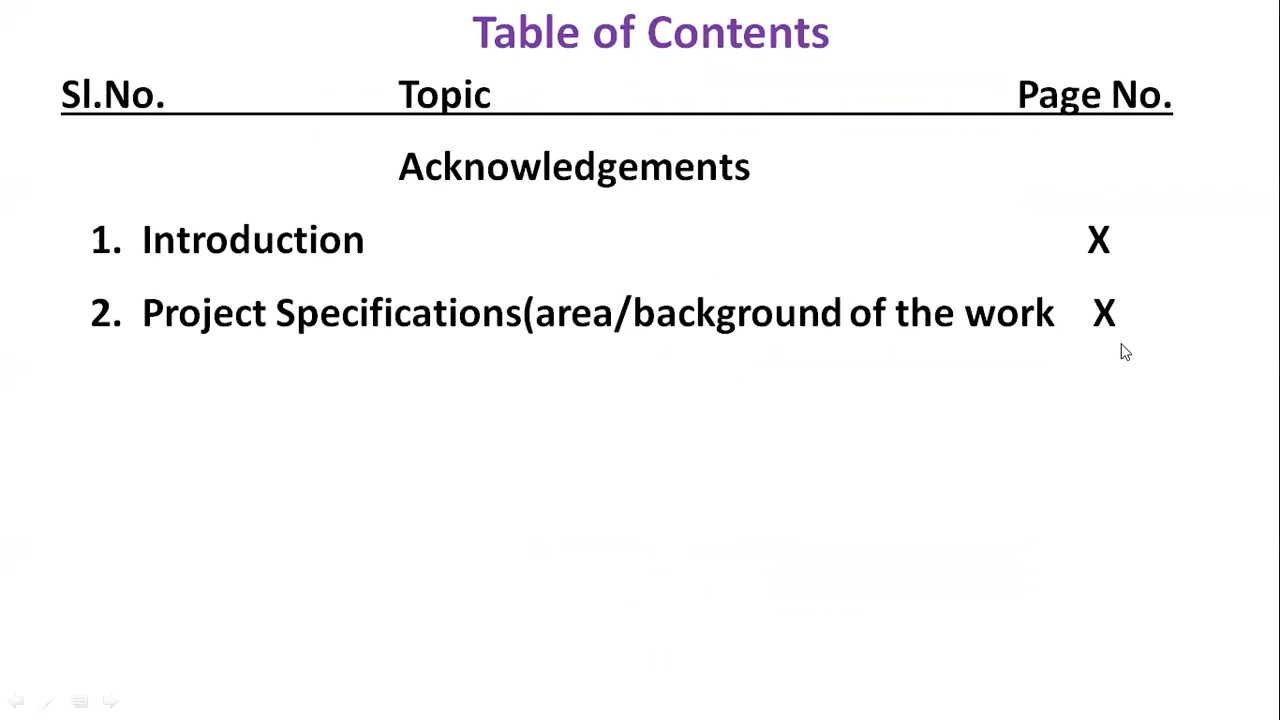 Table of Contents
Sl.No. Topic Page No.
Acknowledgements
1. Introduction X
2. Project Specifications(area/background of the work X